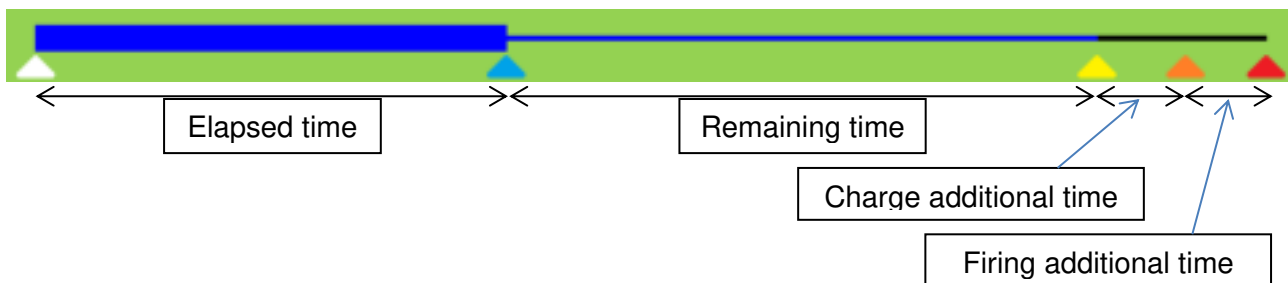 Elapsed time
Remaining time
Charge additional time
Firing additional time